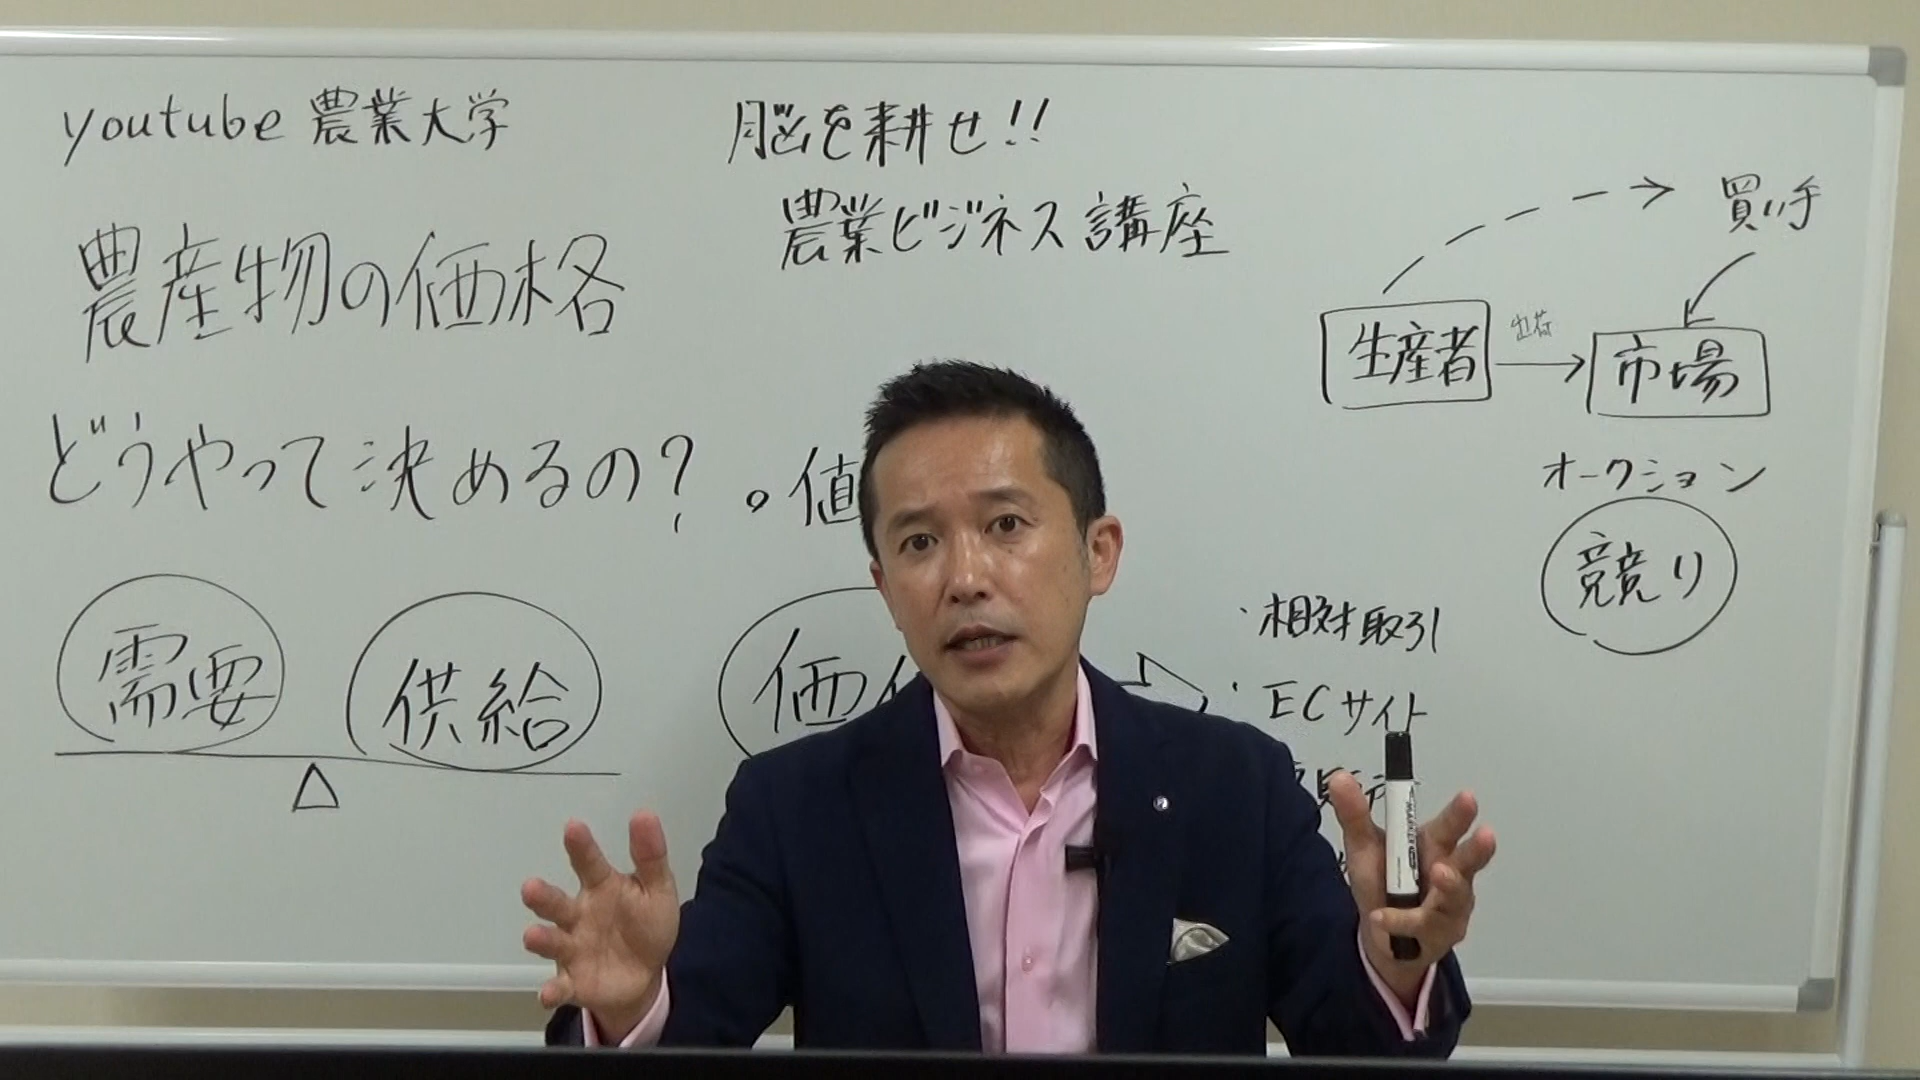 youtube 農業大学
脳を耕せ!!
農業ビジネス講座
農産物の価格
どうやって決めるの?
。値
需要
供給
価
・相対取引
・ECサイト
買い手
生産者
出荷
市場
オークション
競り
MARKER